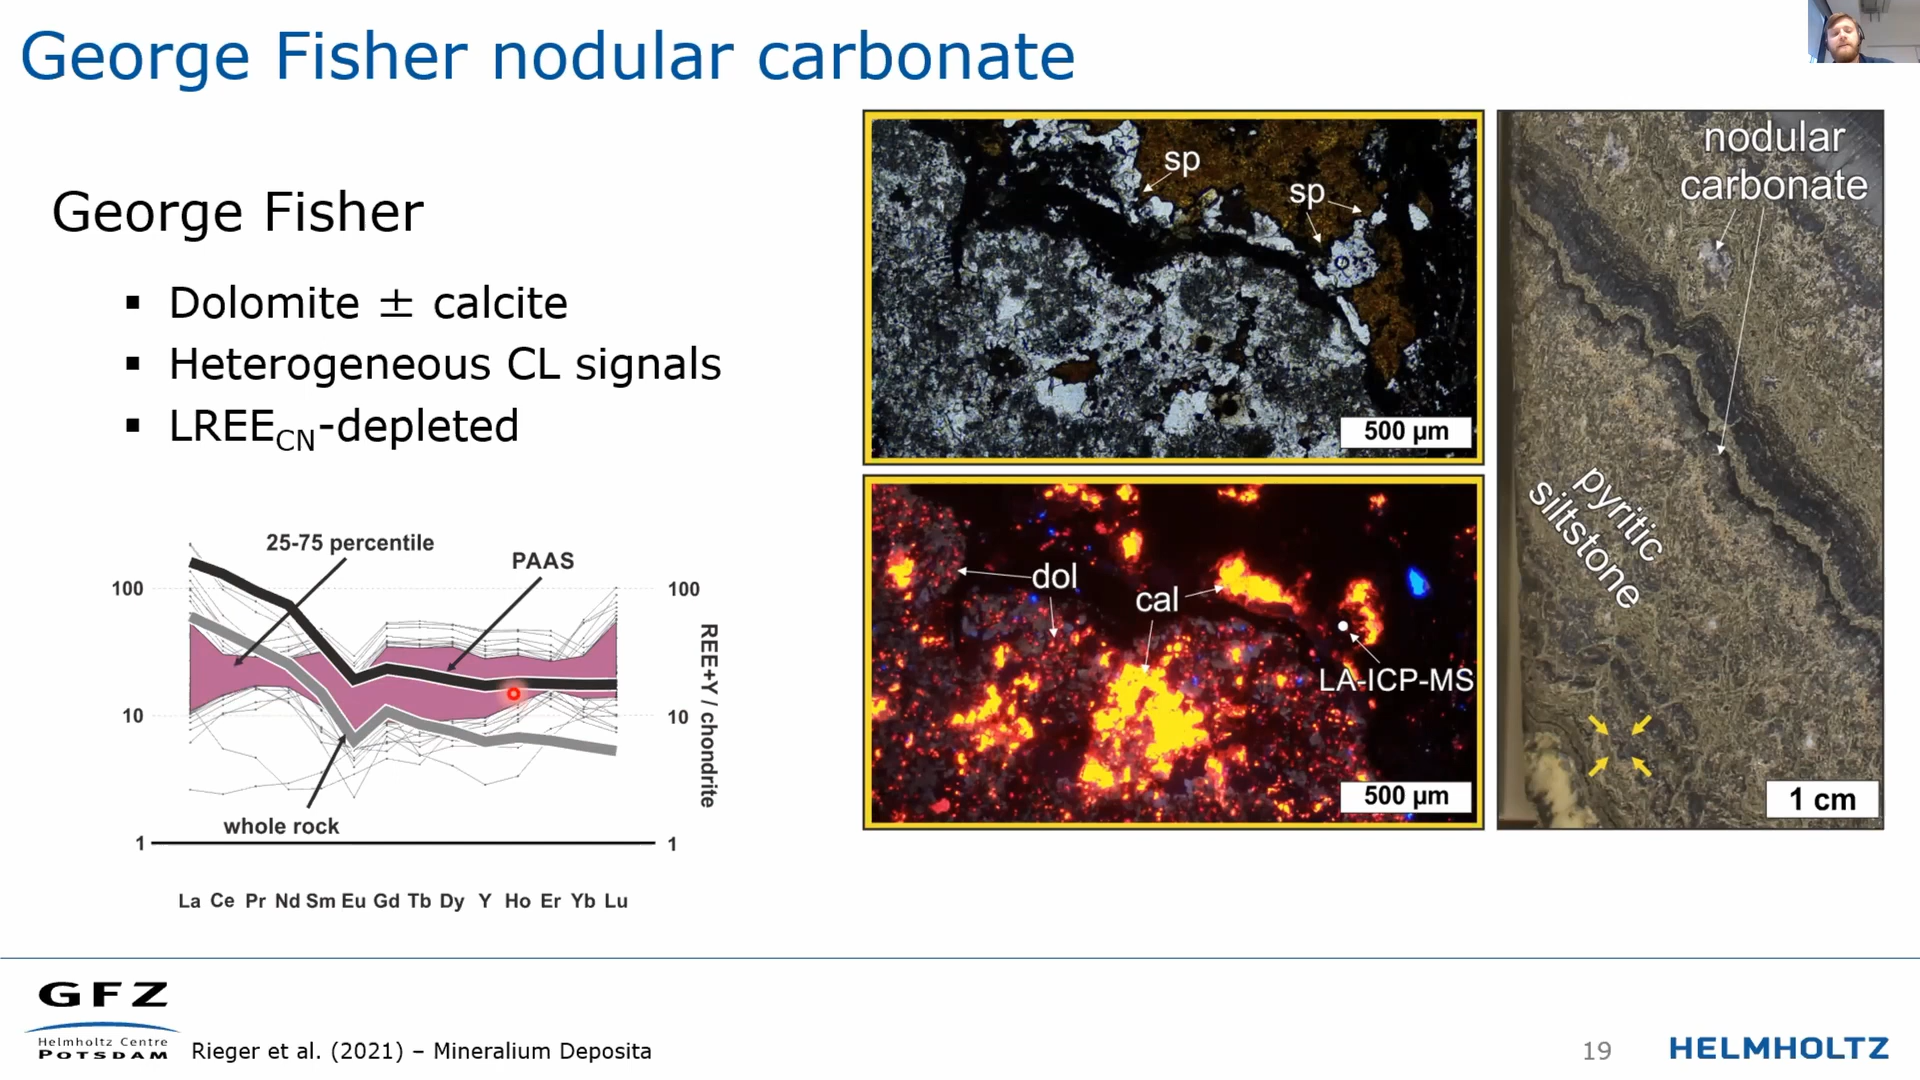 George Fisher nodular carbonate
George Fisher
▪ Dolomite ± calcite
▪ Heterogeneous CL signals
▪ LREECN-depleted
25-75 percentile
PAAS
100
100
10
10
whole rock
1
1
REE+Y / chondrite
La Ce Pr Nd Sm Eu Gd Tb Dy Y Ho Er Yb Lu
sp
sp
500 µm
dol
cal
LA-ICP-MS
500 µm
nodular
carbonate
pyritic
siltstone
1 cm
GFZ
Helmholtz Centre
POTSDAM
Rieger et al. (2021) – Mineralium Deposita
19
HELMHOLTZ